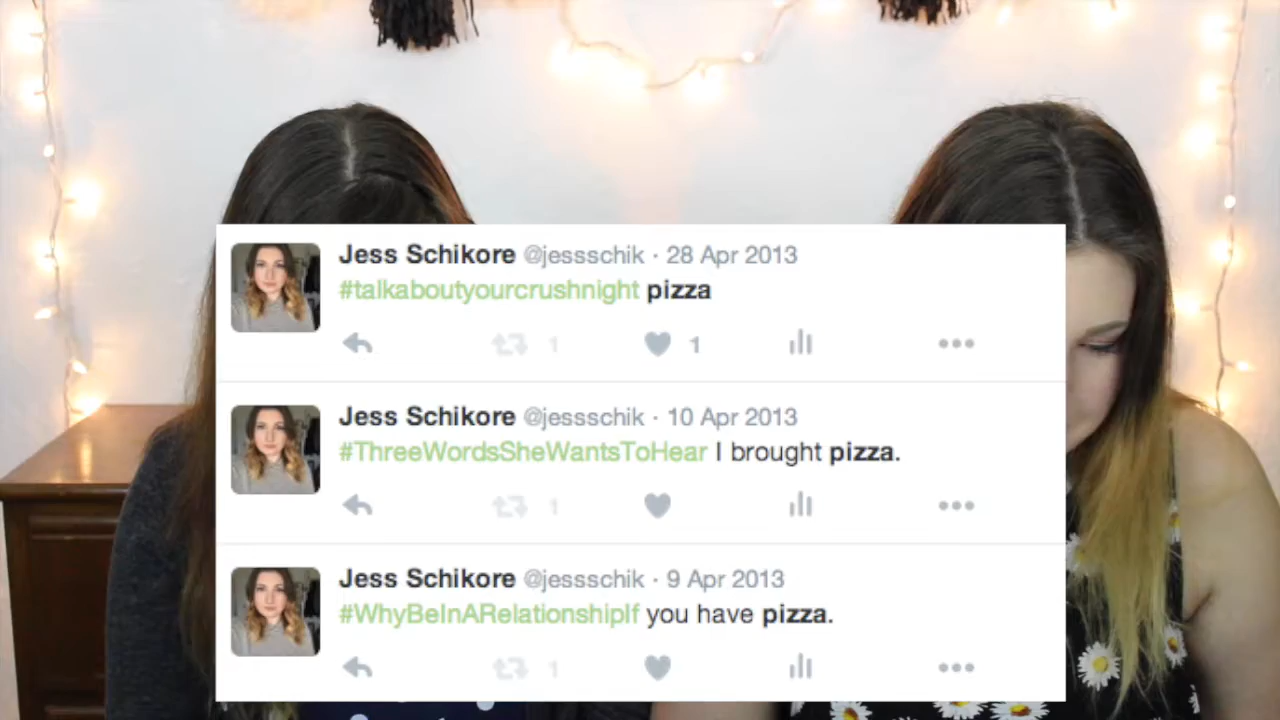 Jess Schikore @jessschik · 28 Apr 2013
#talkaboutyourcrushnight pizza
1 1
Jess Schikore @jessschik · 10 Apr 2013
#ThreeWordsSheWantsToHear I brought pizza.
1
Jess Schikore @jessschik · 9 Apr 2013
#WhyBeInARelationshipIf you have pizza.
1